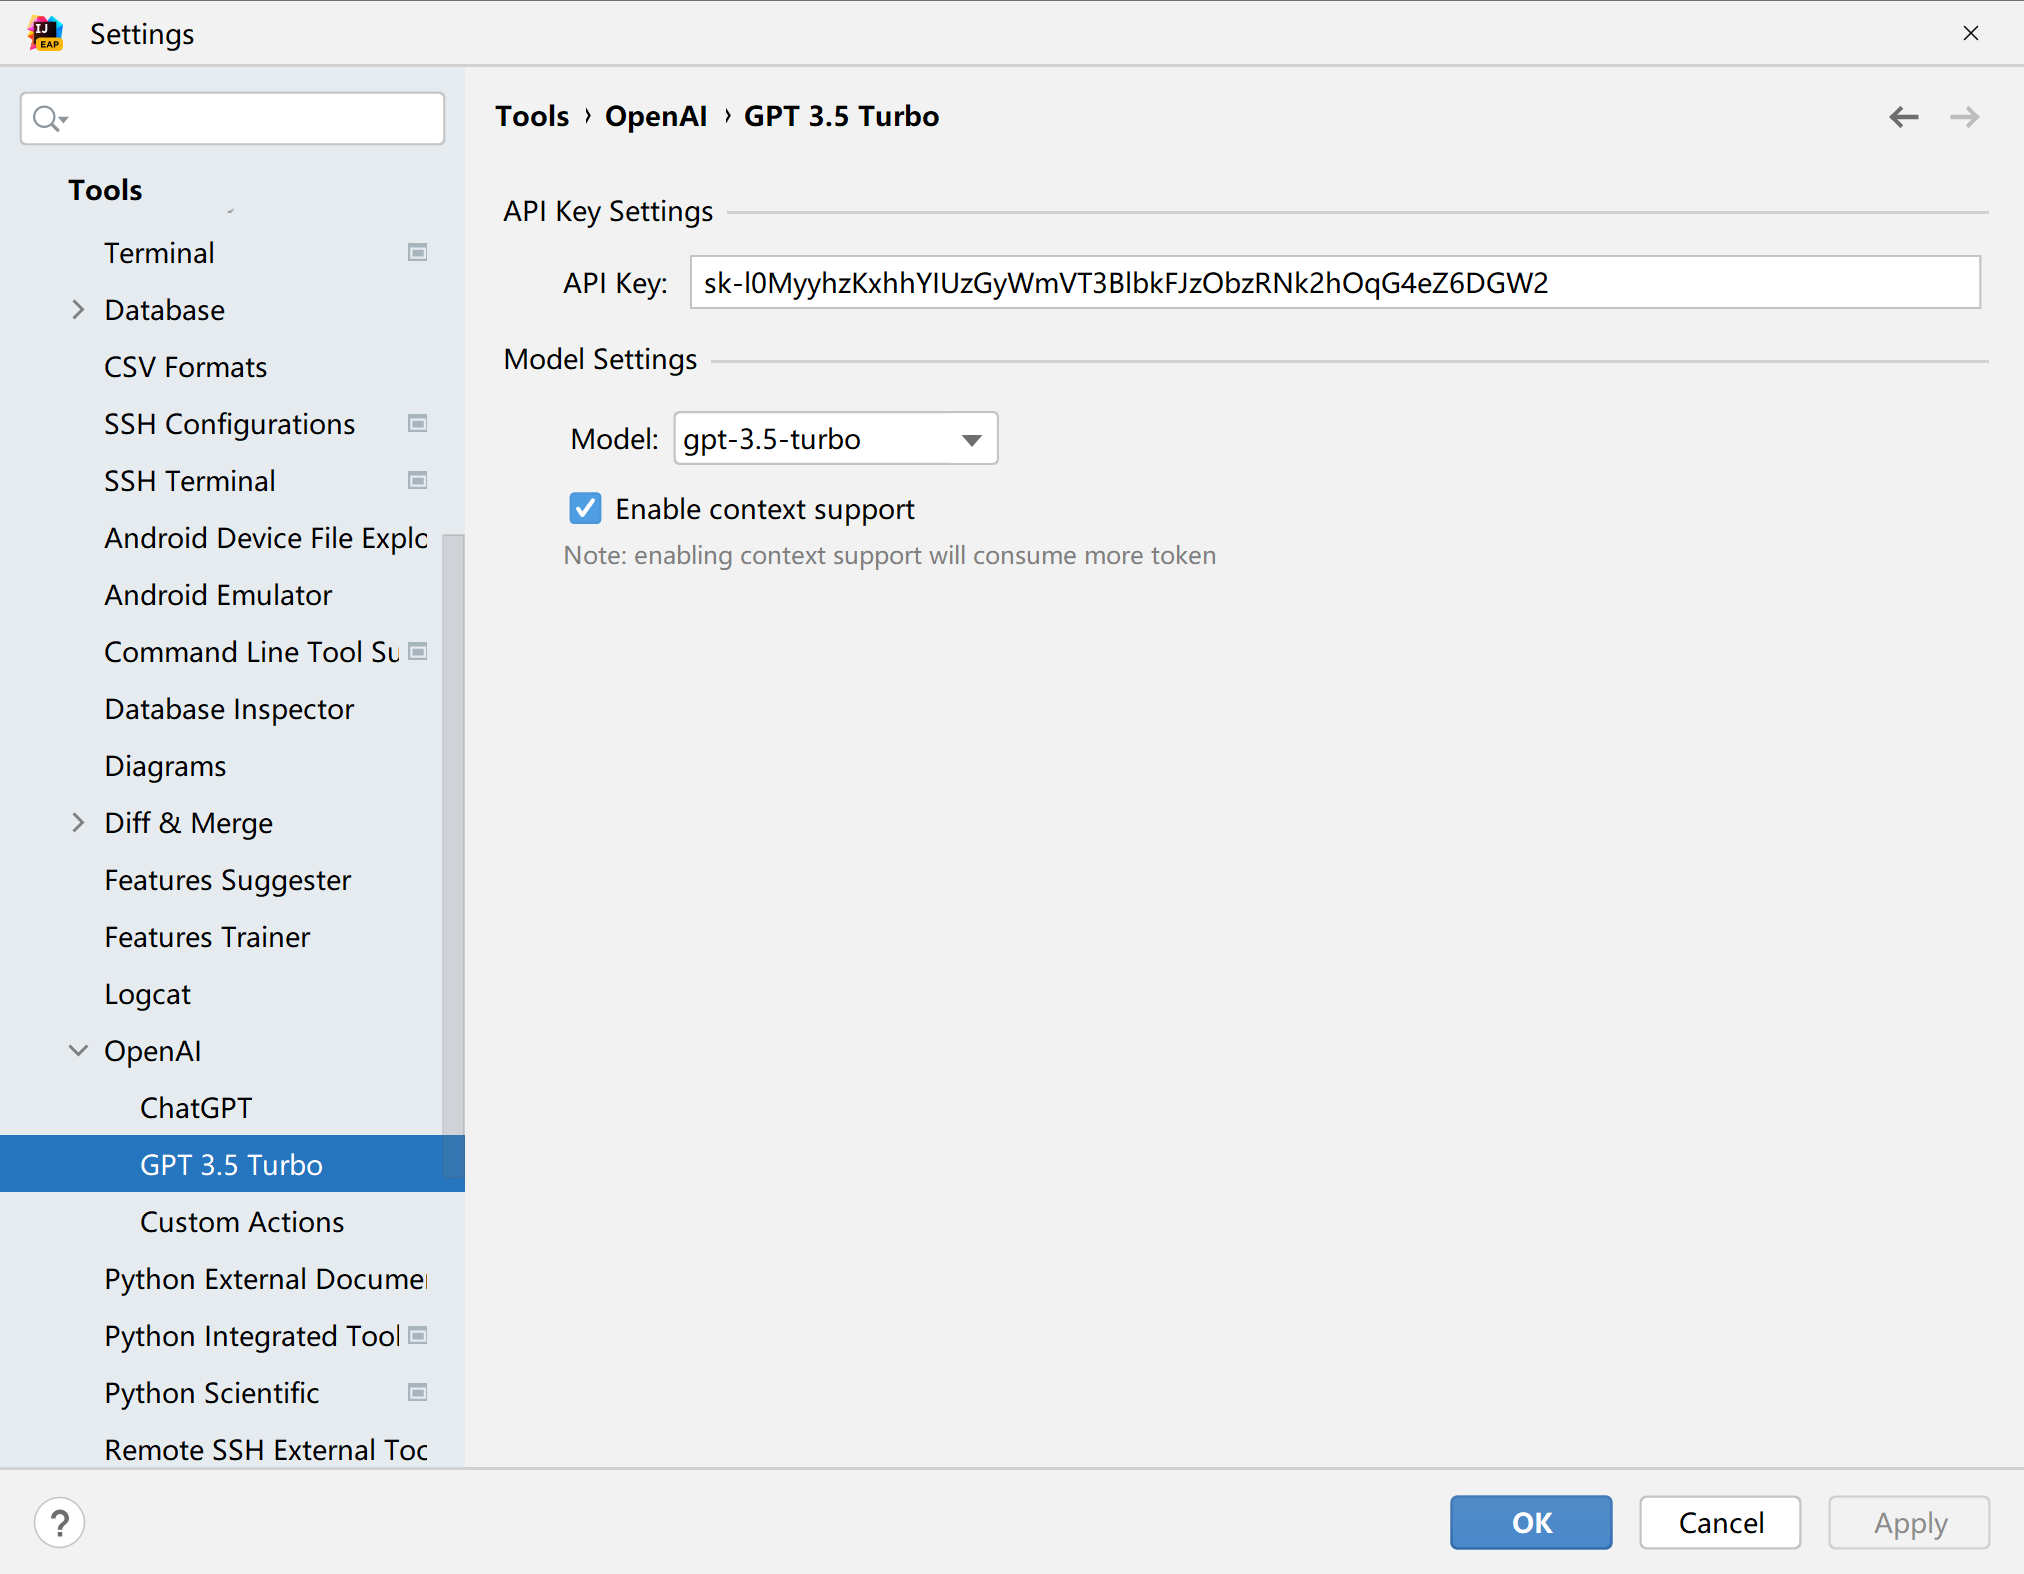 IJ
EAP
Settings
Tools
Terminal
Database
CSV Formats
SSH Configurations
SSH Terminal
Android Device File Explo
Android Emulator
Command Line Tool Su
Database Inspector
Diagrams
Diff & Merge
Features Suggester
Features Trainer
Logcat
OpenAI
ChatGPT
GPT 3.5 Turbo
Custom Actions
Python External Docume
Python Integrated Tool
Python Scientific
Remote SSH External Too
Tools › OpenAI › GPT 3.5 Turbo
API Key Settings
API Key: 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
Model Settings
Model: gpt-3.5-turbo
Enable context support
Note: enabling context support will consume more token
?
OK
Cancel
Apply